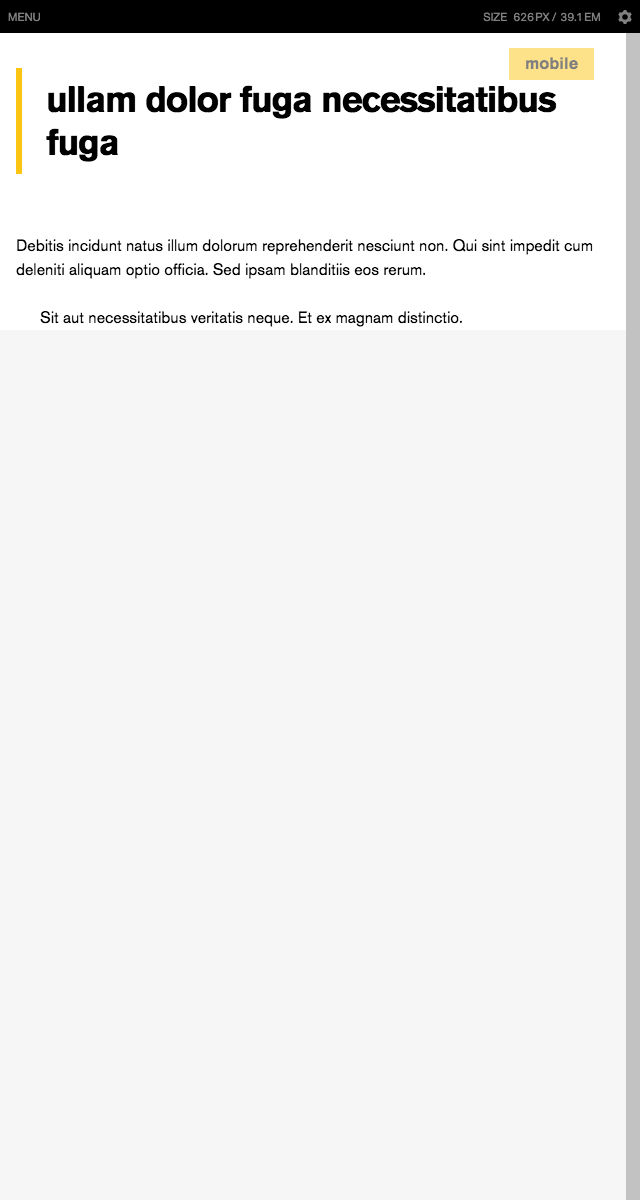 MENU
SIZE 626PX / 39.1EM
mobile
ullam dolor fuga necessitatibus
fuga
Debitis incidunt natus illum dolorum reprehenderit nesciunt non. Qui sint impedit cum
deleniti aliquam optio officia. Sed ipsam blanditiis eos rerum.
Sit aut necessitatibus veritatis neque. Et ex magnam distinctio.